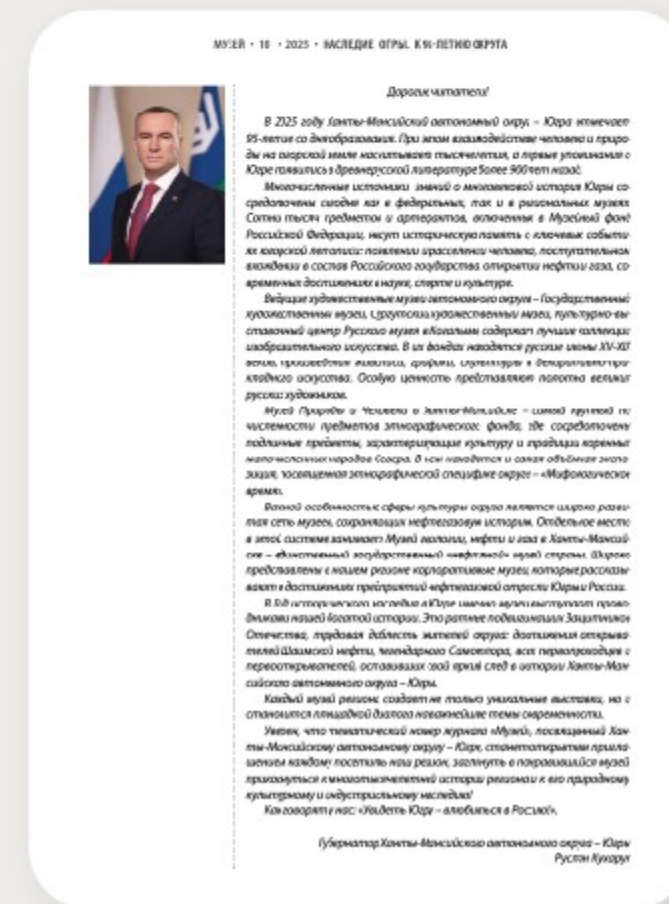 МУЗЕЙ • 10 • 2025 • НАСЛЕДИЕ ЮГРЫ. К 95-ЛЕТИЮ ОКРУГА
Дорогие читатели!
В 2025 году Ханты-Мансийский автономный округ – Югра отмечает
95-летие со дня образования. При этом взаимодействие человека и приро-
ды на югорской земле насчитывает тысячелетия, а первые упоминания о
Югре появились в древнерусской литературе более 900 лет назад.
Многочисленные источники знаний о многовековой истории Югры со-
средоточены сегодня как в федеральных, так и в региональных музеях.
Сотни тысяч предметов и артефактов, включенных в Музейный фонд
Российской Федерации, несут историческую память о ключевых событи-
ях югорской летописи: появлении и расселении человека, поступательном
вхождении в состав Российского государства, открытии нефти и газа, со-
временных достижениях в науке, спорте и культуре.
Ведущие художественные музеи автономного округа – Государственный
художественный музей, Сургутский художественный музей, культурно-вы-
ставочный центр Русского музея в Когалыме содержат лучшие коллекции
изобразительного искусства. В их фондах находятся русские иконы XV-XIX
веков, произведения живописи, графики, скульптуры и декоративно-при-
кладного искусства. Особую ценность представляют полотна великих
русских художников.
Музей Природы и Человека в Ханты-Мансийске – самый крупный по
численности предметов этнографического фонда, где сосредоточены
подлинные предметы, характеризующие культуру и традиции коренных
малочисленных народов Севера. В нем находится и самая объёмная экспо-
зиция, посвященная этнографической специфике округа – «Мифологическое
время».
Важной особенностью сферы культуры округа является широко разви-
тая сеть музеев, сохраняющих нефтегазовую историю. Отдельное место
в этой системе занимает Музей геологии, нефти и газа в Ханты-Мансий-
ске – единственный государственный «нефтяной» музей страны. Широко
представлены в нашем регионе корпоративные музеи, которые рассказы-
вают о достижениях предприятий нефтегазовой отрасли Югры и России.
В Год исторического наследия в Югре именно музеи выступают прово-
дниками нашей богатой истории. Это ратные подвиги наших Защитников
Отечества, трудовая доблесть жителей округа: достижения открыва-
телей Шаимской нефти, легендарного Самотлора, всех первопроходцев и
первооткрывателей, оставивших свой яркий след в истории Ханты-Ман-
сийского автономного округа – Югры.
Каждый музей региона создает не только уникальные выставки, но и
становится площадкой диалога на важнейшие темы современности.
Уверен, что тематический номер журнала «Музей», посвященный Хан-
ты-Мансийскому автономному округу – Югре, станет открытым пригла-
шением каждому посетить наш регион, заглянуть в понравившийся музей
прикоснуться к многотысячелетней истории региона и к его природному
культурному и индустриальному наследию!
Как говорят у нас: «Увидеть Югру – влюбиться в Россию!».
Губернатор Ханты-Мансийского автономного округа – Югры
Руслан Кухарук